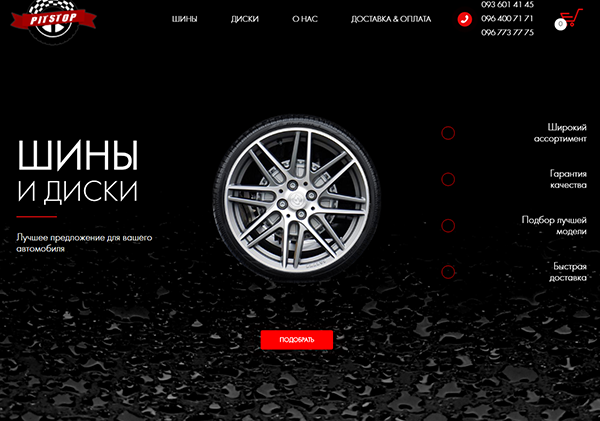 PITSTOP
ШИНЫ
ДИСКИ
О НАС
ДОСТАВКА & ОПЛАТА
093 601 41 45
096 400 71 71
096 773 77 75
0
ШИНЫ
И ДИСКИ
Лучшее предложение для вашего
автомобиля
Широкий
ассортимент
Гарантия
качества
Подбор лучшей
модели
Быстрая
доставка
ПОДОБРАТЬ